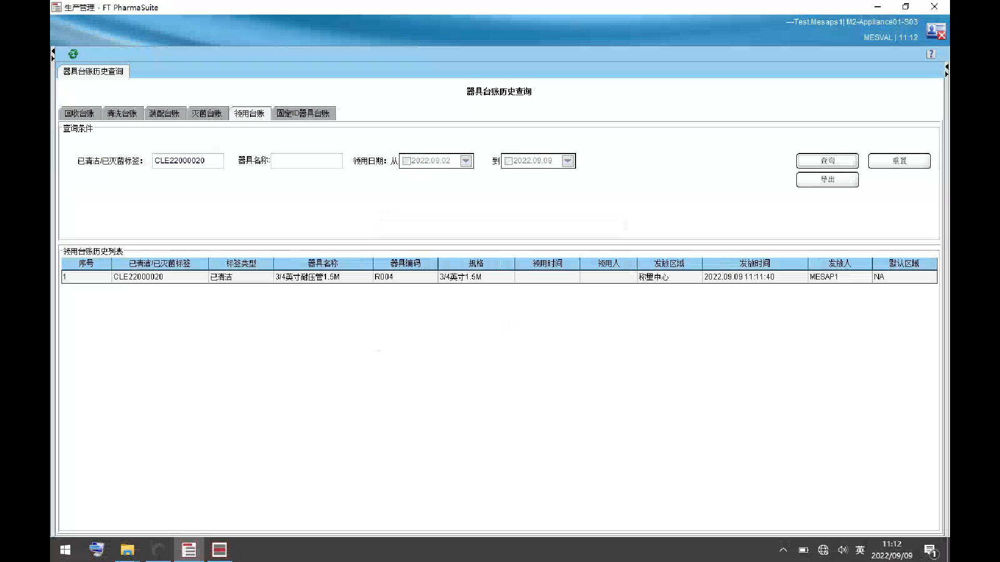 生产管理 - FT PharmaSuite
---Test.Mesaps1| M2-Appliance01-S03
MESVAL | 11:12
器具台账历史查询
器具台账历史查询
回收台账 清洗台账 装配台账 灭菌台账 领用台账 固定ID器具台账
查询条件
已清洁/已灭菌标签： CLE22000020 器具名称: 领用日期：从 2022.09.02 到 2022.09.09 查询 重置
导出
领用台账历史列表
序号 已清洁/已灭菌标签 标签类型 器具名称 器具编码 规格 领用时间 领用人 发放区域 发放时间 发放人 默认区域
1 CLE22000020 已清洁 3/4英寸耐压管1.5M R004 3/4英寸1.5M 称量中心 2022.09.09 11:11:40 MESAP1 NA
英 11:12
2022/09/09
1